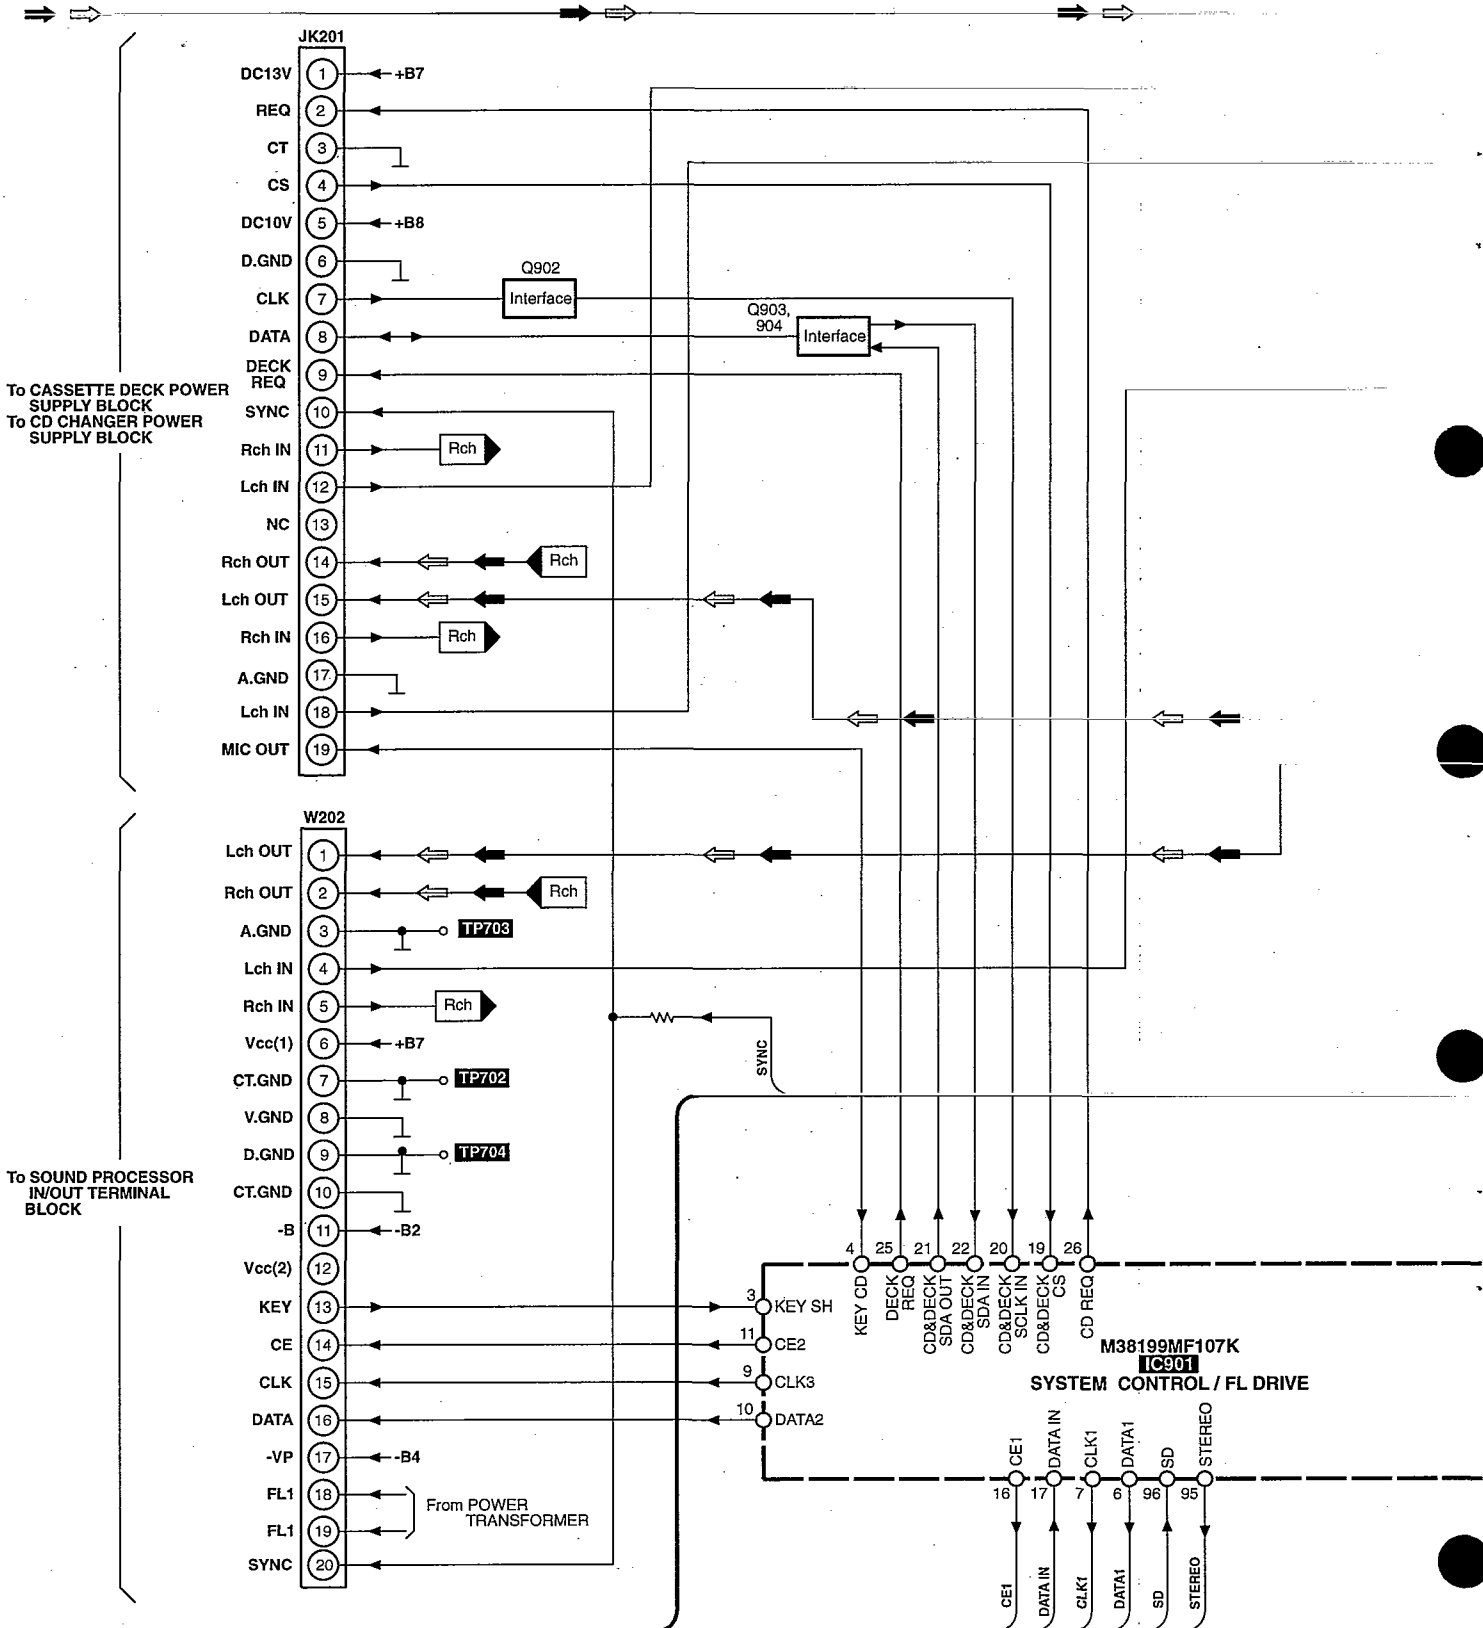 JK201
DC13V 1 +B7
REQ 2
CT 3
CS 4
DC10V 5 +B8
D.GND 6
Q902
CLK 7 Interface
Q903,
904
DATA 8 Interface
DECK
REQ 9
To CASSETTE DECK POWER
SUPPLY BLOCK
To CD CHANGER POWER
SUPPLY BLOCK
SYNC 10
Rch IN 11 Rch
Lch IN 12
NC 13
Rch OUT 14 Rch
Lch OUT 15
Rch IN 16 Rch
A.GND 17
Lch IN 18
MIC OUT 19
W202
Lch OUT 1
Rch OUT 2 Rch
A.GND 3 TP703
Lch IN 4
Rch IN 5 Rch
Vcc(1) 6 +B7
SYNC
CT.GND 7 TP702
V.GND 8
D.GND 9 TP704
To SOUND PROCESSOR
IN/OUT TERMINAL
BLOCK
CT.GND 10
-B 11 -B2
Vcc(2) 12
KEY 13
CE 14
CLK 15
DATA 16
-VP 17 -B4
FL1 18
FL1 19
From POWER
TRANSFORMER
SYNC 20
4 25 21 22 20 19 26
KEY CD
DECK
REQ
CD&DECK
SDA OUT
CD&DECK
SDA IN
CD&DECK
SCLK IN
CD&DECK
CS
CD REQ
3 KEY SH
11 CE2
9 CLK3
10 DATA2
M38199MF107K
IC901
SYSTEM CONTROL / FL DRIVE
CE1
DATA IN
CLK1
DATA1
SD
STEREO
16 17 7 6 96 95
CE1
DATA IN
CLK1
DATA1
SD
STEREO